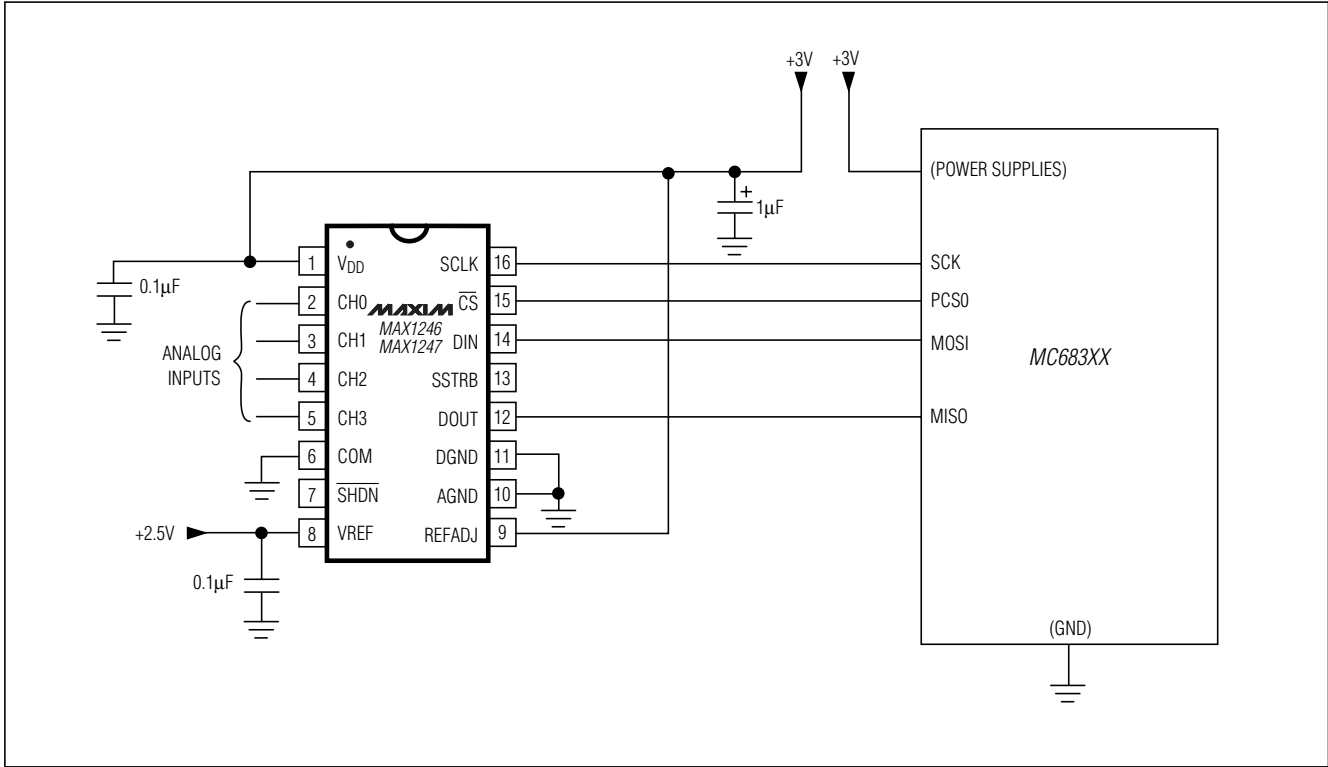 +3V +3V
(POWER SUPPLIES)
+
1µF
0.1µF
1 VDD SCLK 16 SCK
2 CH0 MAXIM CS 15 PCS0
MAX1246
3 CH1 MAX1247 DIN 14 MOSI
ANALOG
INPUTS
4 CH2 SSTRB 13
5 CH3 DOUT 12 MISO
6 COM DGND 11
7 SHDN AGND 10
+2.5V 8 VREF REFADJ 9
0.1µF
MC683XX
(GND)